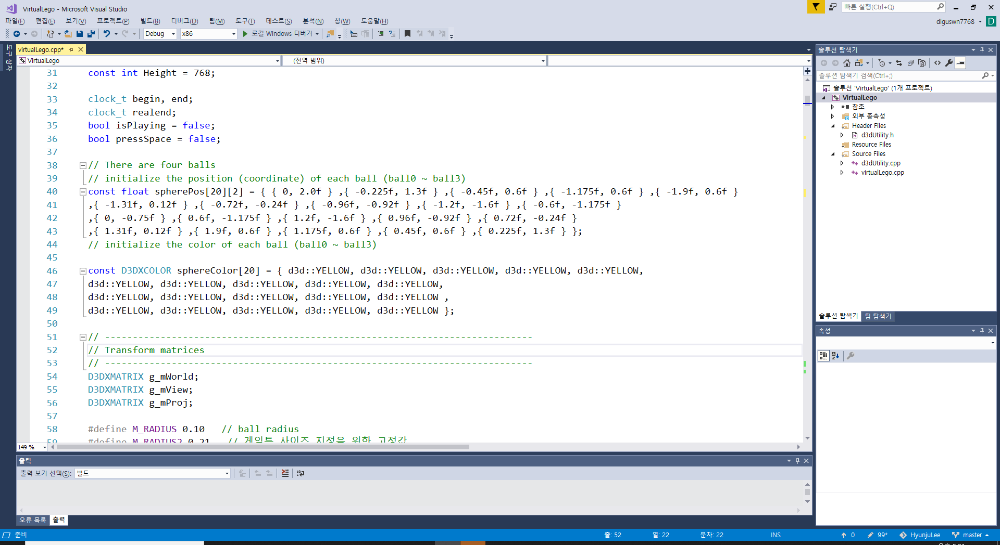 VirtualLego - Microsoft Visual Studio
빠른 실행(Ctrl+Q)
파일(F) 편집(E) 보기(V) 프로젝트(P) 빌드(B) 디버그(D) 팀(M) 도구(T) 테스트(S) 분석(N) 창(W) 도움말(H)
dlguswn7768 D
Debug x86 로컬 Windows 디버거
도구 상자
virtualLego.cpp*
VirtualLego (전역 범위)
31 const int Height = 768;
32
33 clock_t begin, end;
34 clock_t realend;
35 bool isPlaying = false;
36 bool pressSpace = false;
37
38 // There are four balls
39 // initialize the position (coordinate) of each ball (ball0 ~ ball3)
40 const float spherePos[20][2] = { { 0, 2.0f } ,{ -0.225f, 1.3f } ,{ -0.45f, 0.6f } ,{ -1.175f, 0.6f } ,{ -1.9f, 0.6f }
41 ,{ -1.31f, 0.12f } ,{ -0.72f, -0.24f } ,{ -0.96f, -0.92f } ,{ -1.2f, -1.6f } ,{ -0.6f, -1.175f }
42 ,{ 0, -0.75f } ,{ 0.6f, -1.175f } ,{ 1.2f, -1.6f } ,{ 0.96f, -0.92f } ,{ 0.72f, -0.24f }
43 ,{ 1.31f, 0.12f } ,{ 1.9f, 0.6f } ,{ 1.175f, 0.6f } ,{ 0.45f, 0.6f } ,{ 0.225f, 1.3f } };
44 // initialize the color of each ball (ball0 ~ ball3)
45
46 const D3DXCOLOR sphereColor[20] = { d3d::YELLOW, d3d::YELLOW, d3d::YELLOW, d3d::YELLOW, d3d::YELLOW,
47 d3d::YELLOW, d3d::YELLOW, d3d::YELLOW, d3d::YELLOW, d3d::YELLOW,
48 d3d::YELLOW, d3d::YELLOW, d3d::YELLOW, d3d::YELLOW, d3d::YELLOW ,
49 d3d::YELLOW, d3d::YELLOW, d3d::YELLOW, d3d::YELLOW, d3d::YELLOW };
50
51 // -----------------------------------------------------------------------------
52 // Transform matrices
53 // -----------------------------------------------------------------------------
54 D3DXMATRIX g_mWorld;
55 D3DXMATRIX g_mView;
56 D3DXMATRIX g_mProj;
57
58 #define M_RADIUS 0.10 // ball radius
59 #define M_RADIUS2 0.21 // 게임틀 사이즈 지정을 위한 고정값
149 %
출력
출력 보기 선택(S): 빌드
오류 목록 출력
솔루션 탐색기
솔루션 탐색기 검색(Ctrl+;)
솔루션 'VirtualLego' (1개 프로젝트)
VirtualLego
참조
외부 종속성
Header Files
d3dUtility.h
Resource Files
Source Files
d3dUtility.cpp
virtualLego.cpp
솔루션 탐색기 팀 탐색기
속성
준비 줄: 52 열: 22 문자: 22 INS 0 99* HyunjuLee master